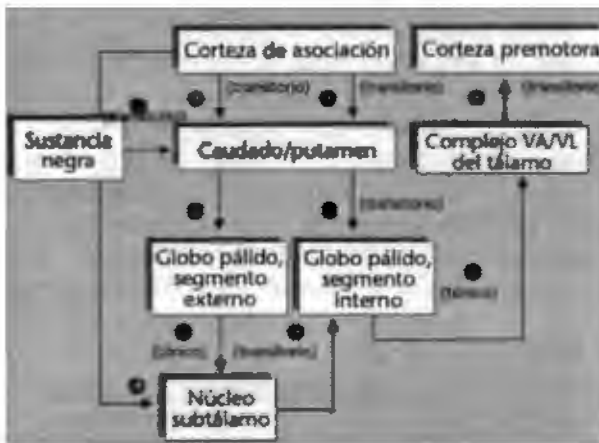 Corteza de asociación
Corteza premotora
(transitorio)
(transitorio)
(transitorio)
Sustancia
negra
Caudado/putamen
Complejo VA/VL
del tálamo
(transitorio)
Globo pálido,
segmento
externo
Globo pálido,
segmento
interno
(tónico)
(tónico)
(transitorio)
Núcleo
subtálamo